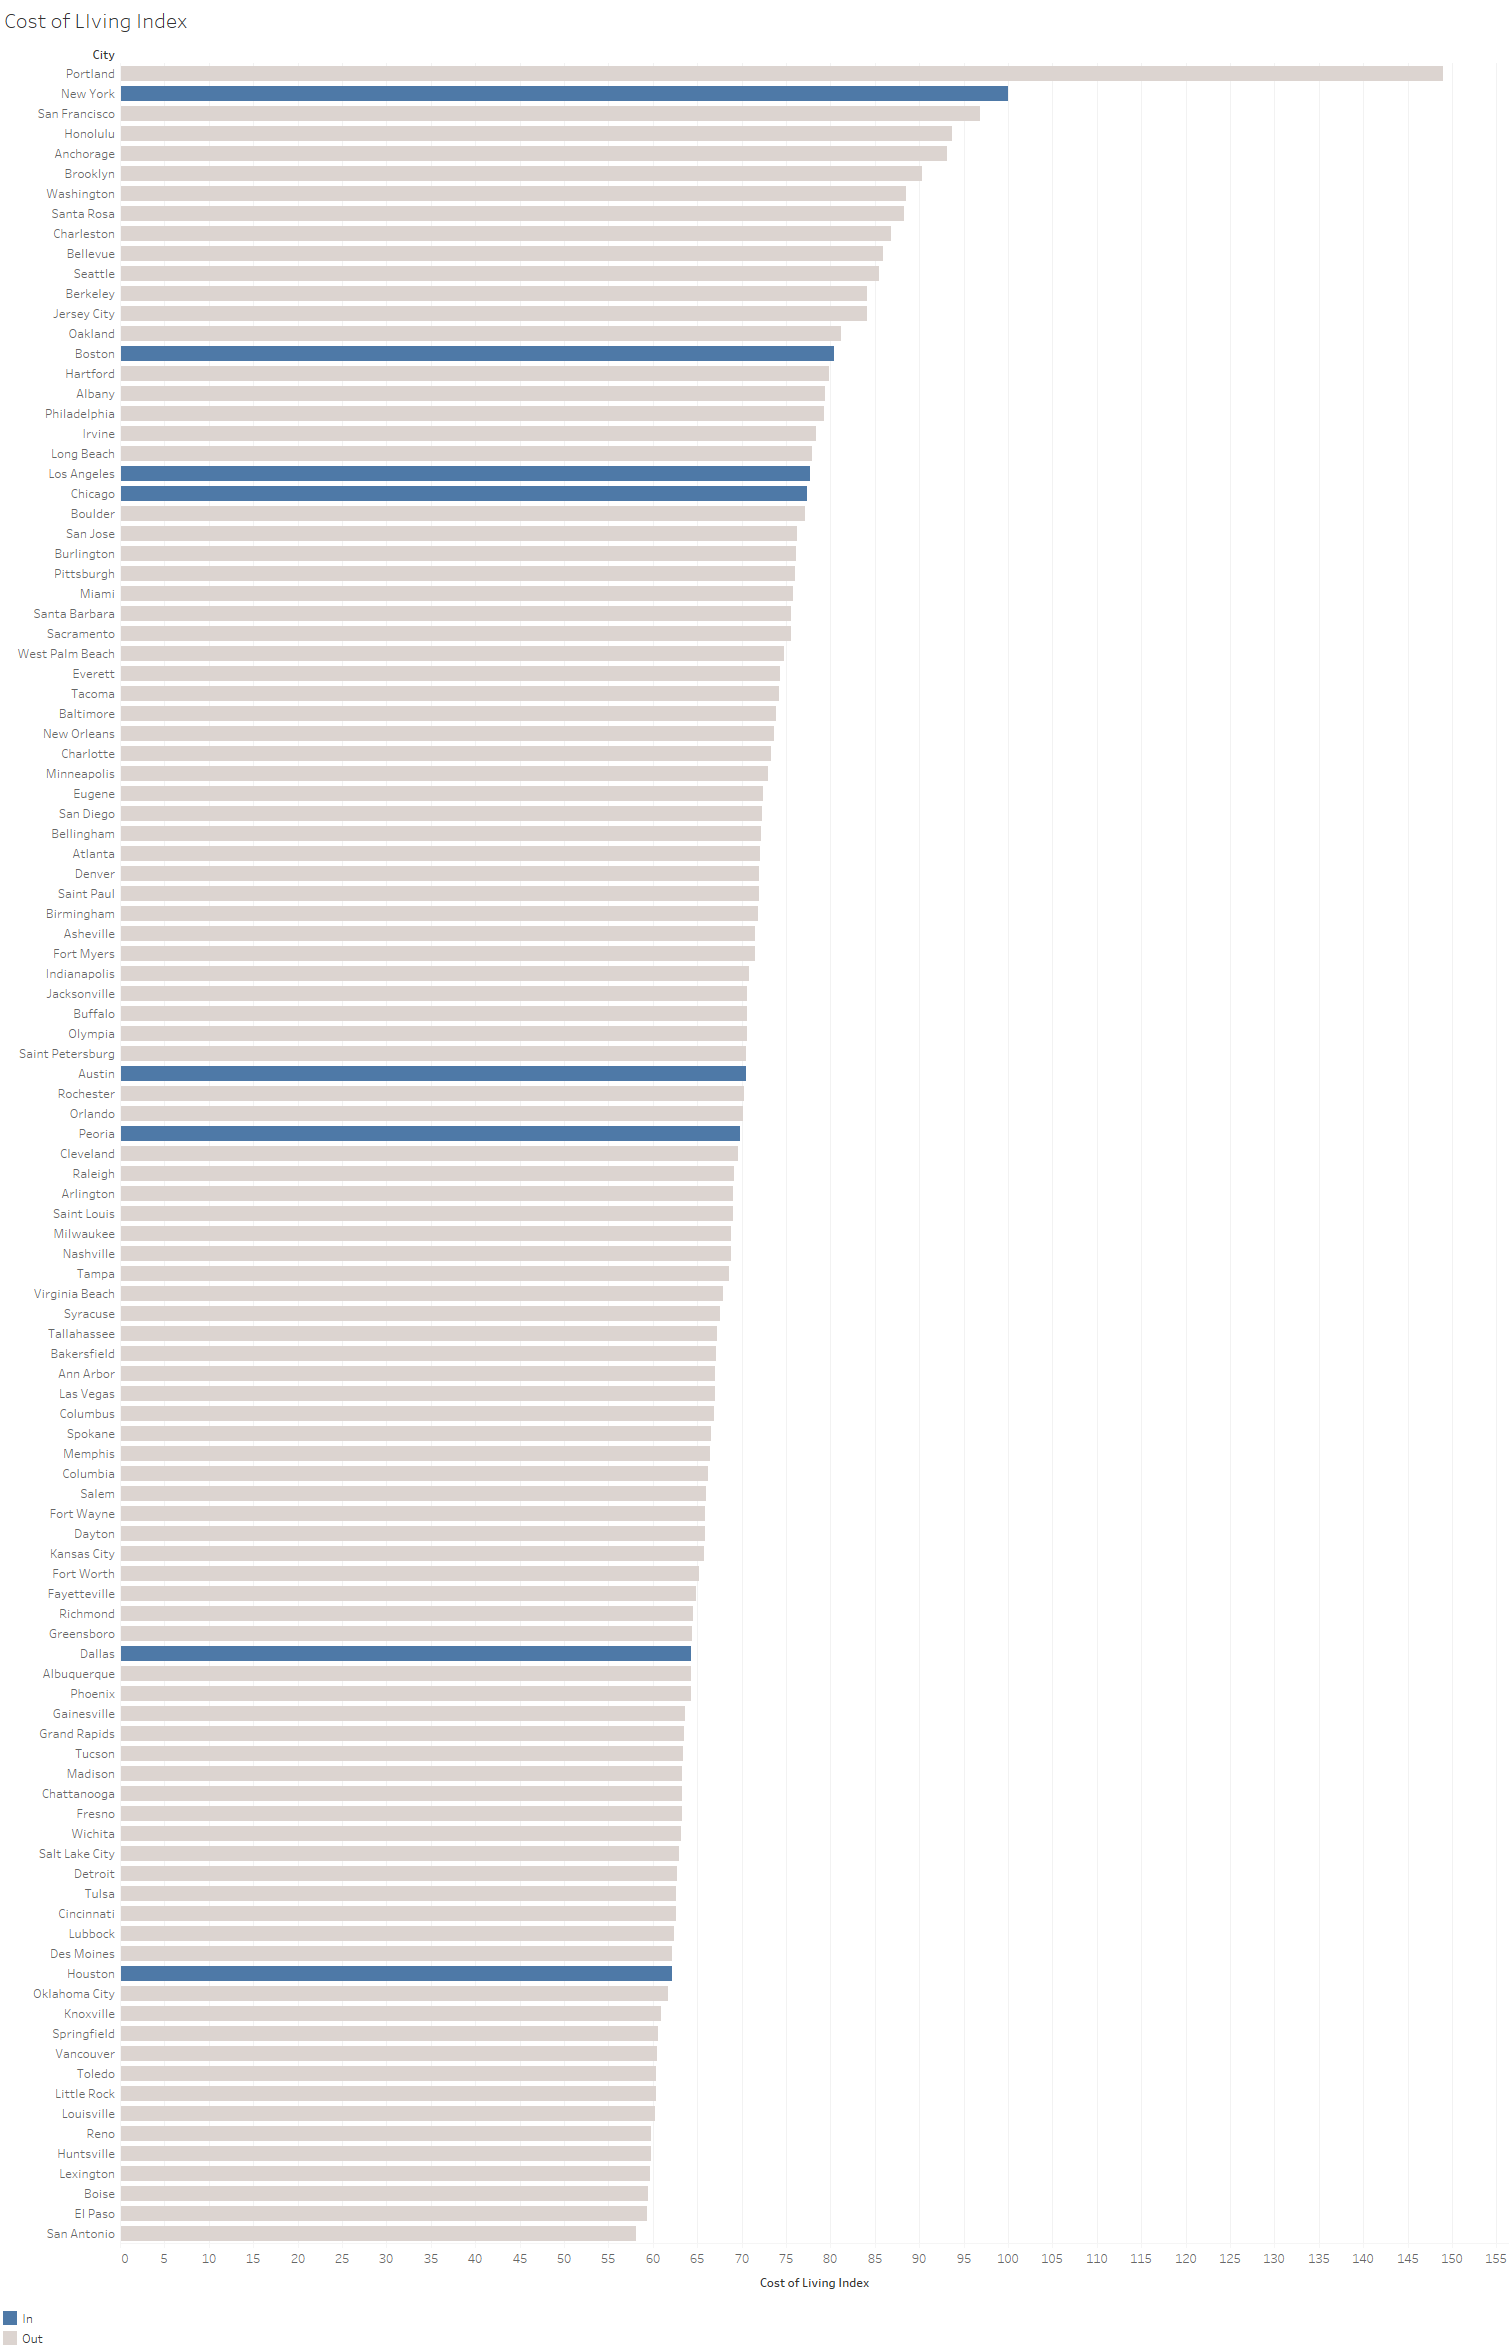 Cost of LIving Index
City
Portland
New York
San Francisco
Honolulu
Anchorage
Brooklyn
Washington
Santa Rosa
Charleston
Bellevue
Seattle
Berkeley
Jersey City
Oakland
Boston
Hartford
Albany
Philadelphia
Irvine
Long Beach
Los Angeles
Chicago
Boulder
San Jose
Burlington
Pittsburgh
Miami
Santa Barbara
Sacramento
West Palm Beach
Everett
Tacoma
Baltimore
New Orleans
Charlotte
Minneapolis
Eugene
San Diego
Bellingham
Atlanta
Denver
Saint Paul
Birmingham
Asheville
Fort Myers
Indianapolis
Jacksonville
Buffalo
Olympia
Saint Petersburg
Austin
Rochester
Orlando
Peoria
Cleveland
Raleigh
Arlington
Saint Louis
Milwaukee
Nashville
Tampa
Virginia Beach
Syracuse
Tallahassee
Bakersfield
Ann Arbor
Las Vegas
Columbus
Spokane
Memphis
Columbia
Salem
Fort Wayne
Dayton
Kansas City
Fort Worth
Fayetteville
Richmond
Greensboro
Dallas
Albuquerque
Phoenix
Gainesville
Grand Rapids
Tucson
Madison
Chattanooga
Fresno
Wichita
Salt Lake City
Detroit
Tulsa
Cincinnati
Lubbock
Des Moines
Houston
Oklahoma City
Knoxville
Springfield
Vancouver
Toledo
Little Rock
Louisville
Reno
Huntsville
Lexington
Boise
El Paso
San Antonio
0 5 10 15 20 25 30 35 40 45 50 55 60 65 70 75 80 85 90 95 100 105 110 115 120 125 130 135 140 145 150 155
Cost of Living Index
In
Out